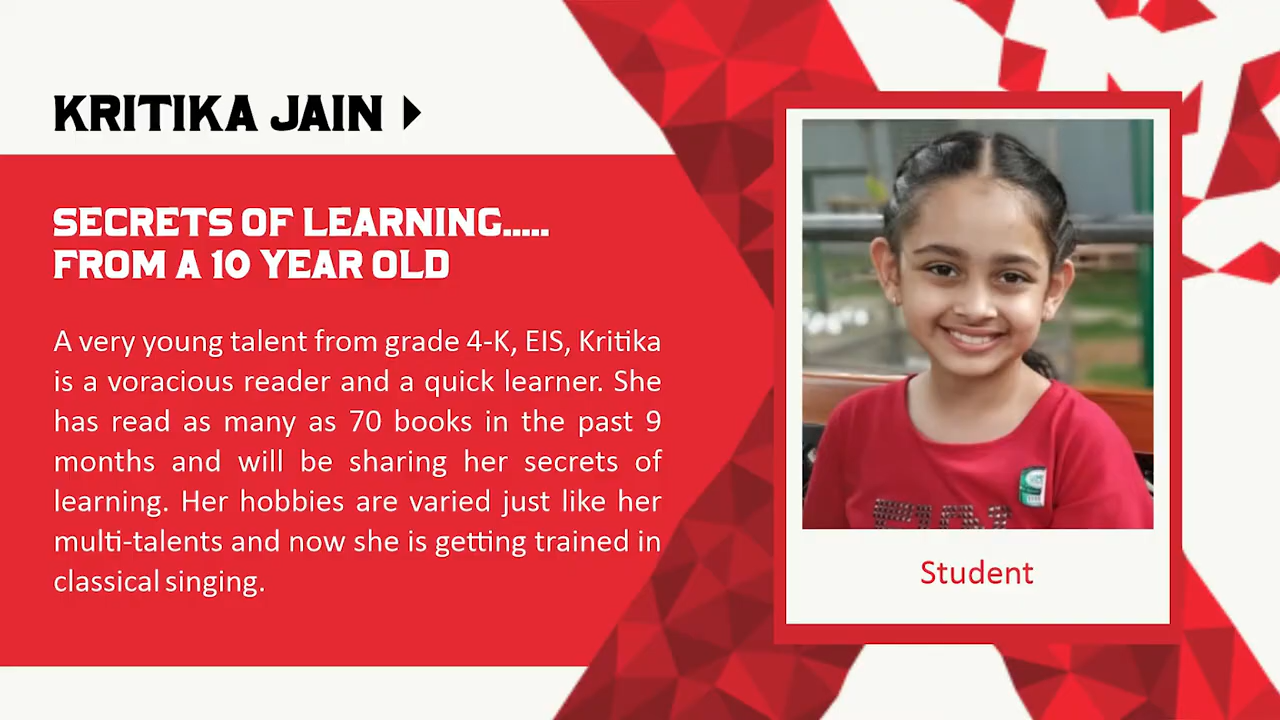 KRITIKA JAIN
SECRETS OF LEARNING.....
FROM A 10 YEAR OLD
A very young talent from grade 4-K, EIS, Kritika
is a voracious reader and a quick learner. She
has read as many as 70 books in the past 9
months and will be sharing her secrets of
learning. Her hobbies are varied just like her
multi-talents and now she is getting trained in
classical singing.
Student